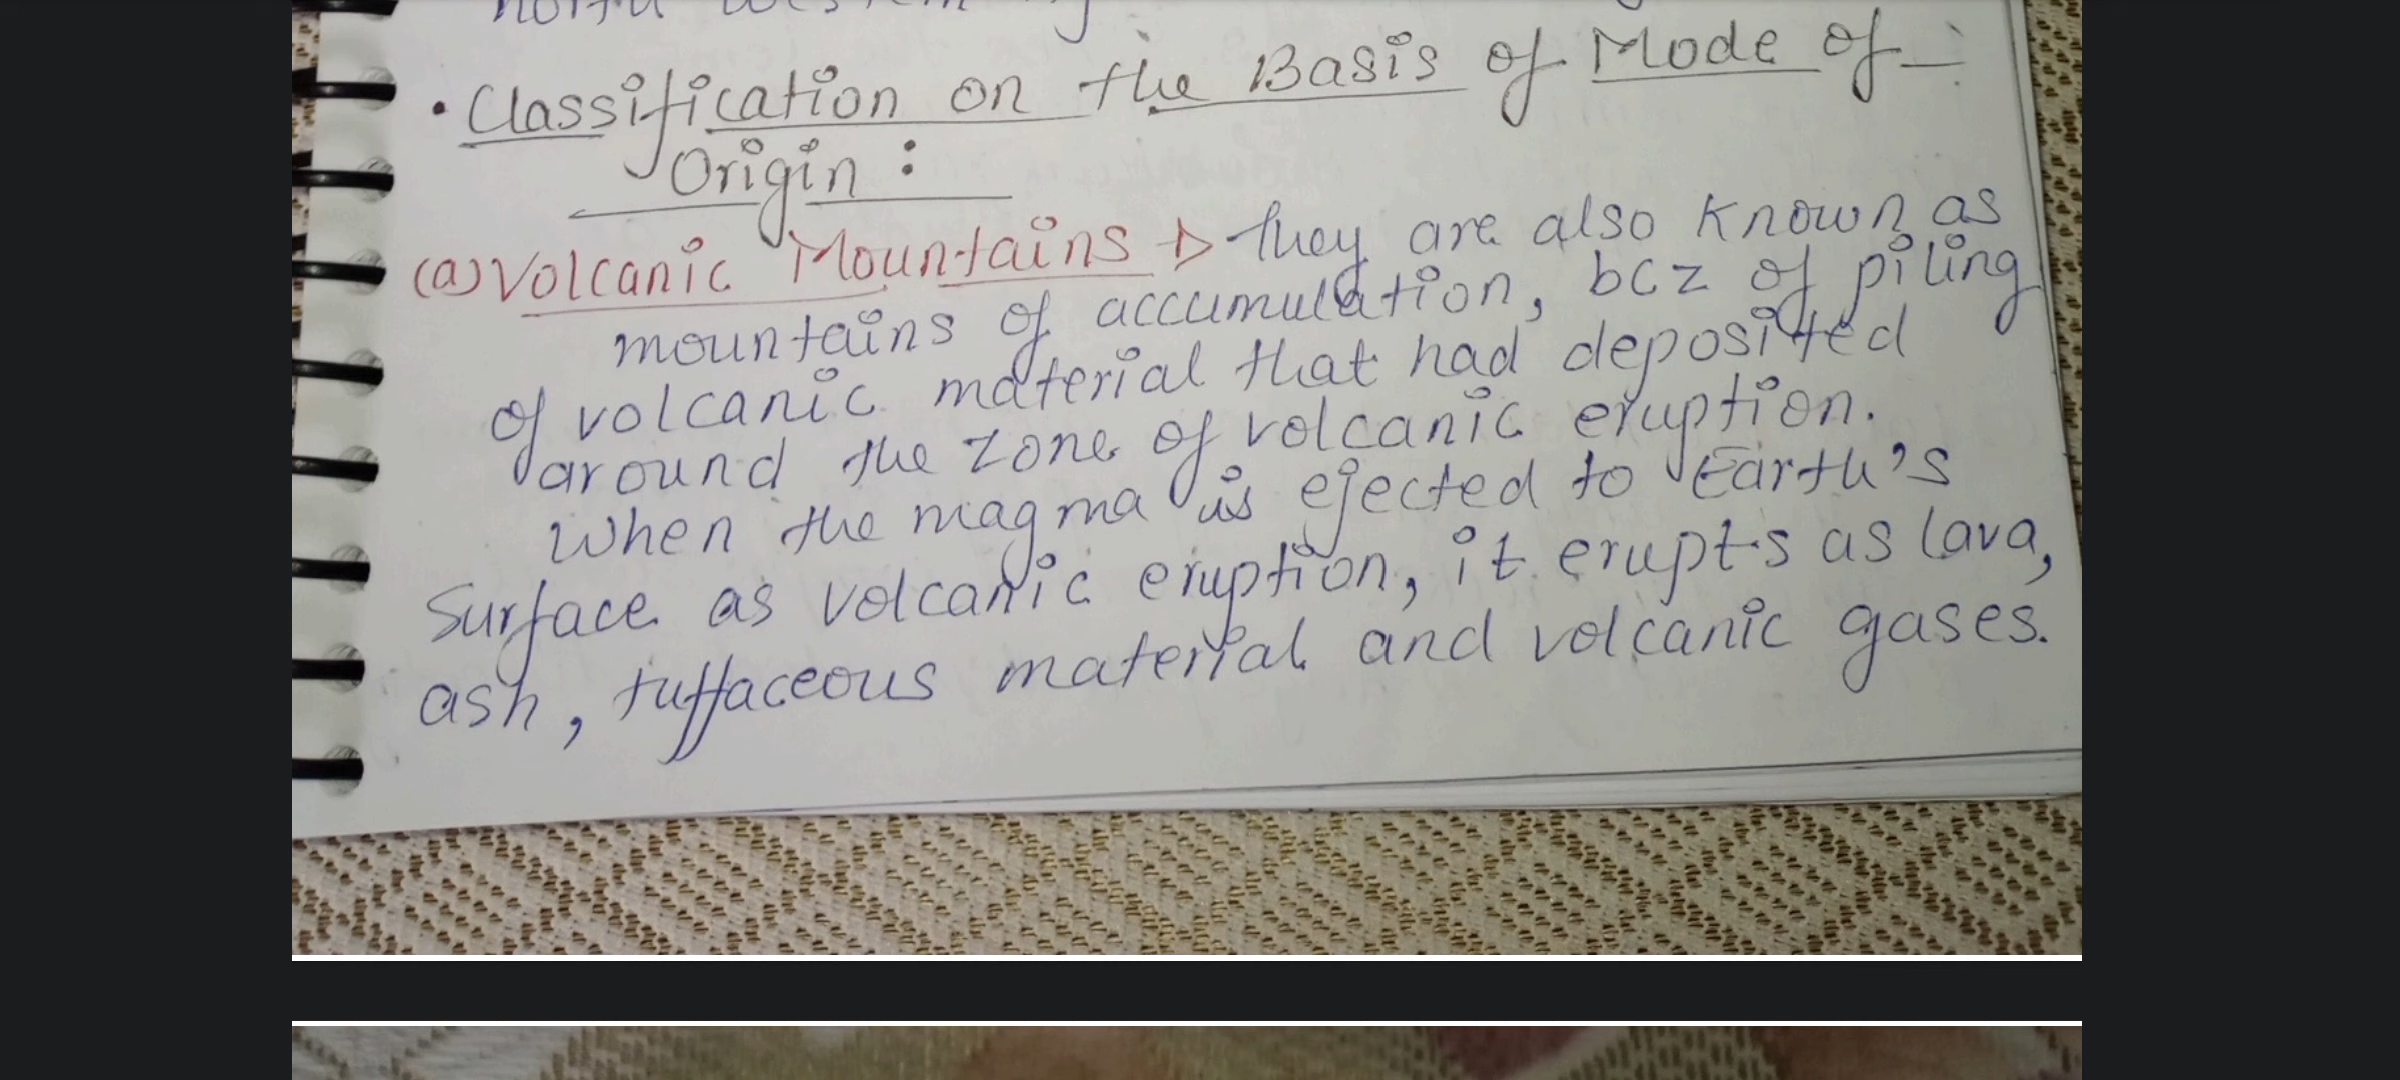 • Classification on the Basis of Mode of -
Origin :
(a) Volcanic Mountains → They are also known as
mountains of accumulation, bcz of piling
of volcanic material that had deposited
around the zone of volcanic eruption.
When the magma is ejected to Earth's
Surface as volcanic eruption, it erupts as lava,
ash, tuffaceous material and volcanic gases.